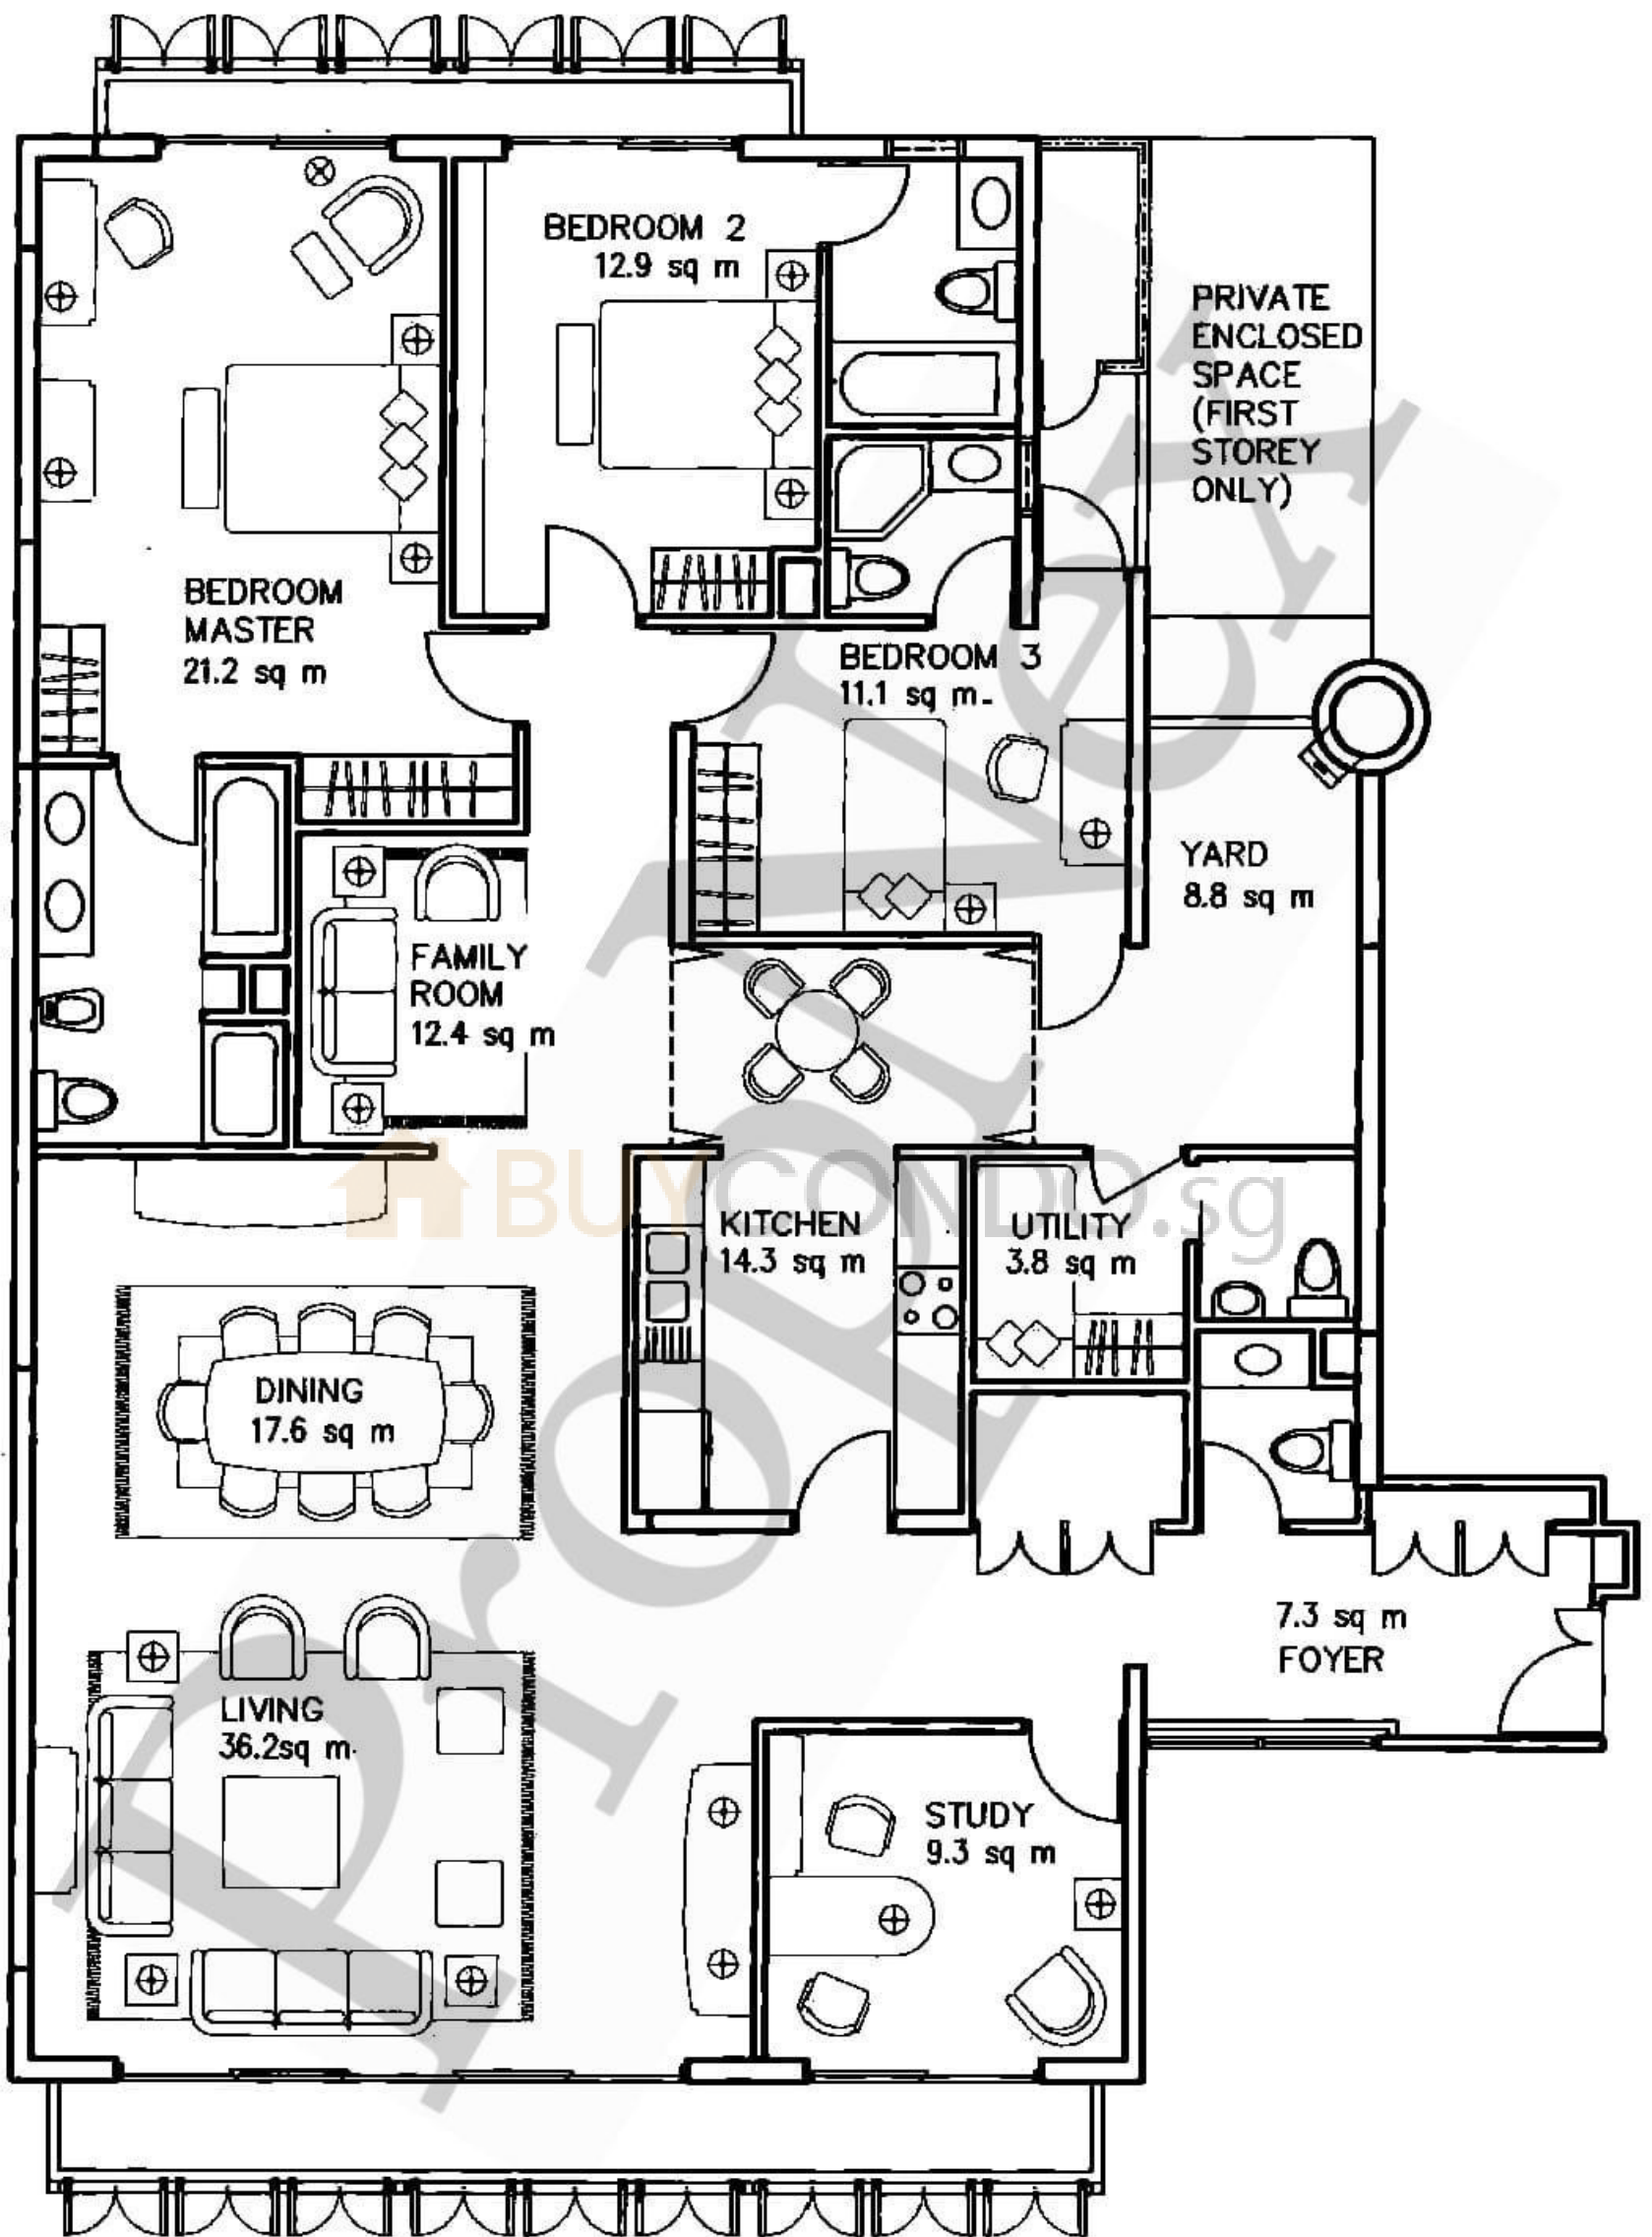 BEDROOM 2
12.9 sq m
PRIVATE
ENCLOSED
SPACE
(FIRST
STOREY
ONLY)
BEDROOM
MASTER
21.2 sq m
BEDROOM 3
11.1 sq m.
YARD
8.8 sq m
FAMILY
ROOM
12.4 sq m
BUYCONDO.sg
KITCHEN
14.3 sq m
UTILITY
3.8 sq m
DINING
17.6 sq m
7.3 sq m
FOYER
LIVING
36.2sq m
STUDY
9.3 sq m
PropNex